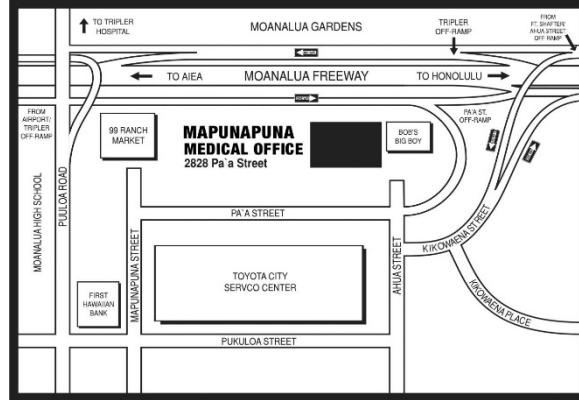 TO TRIPLER
HOSPITAL
MOANALUA GARDENS
TRIPLER
OFF-RAMP
FROM
FT. SHAFTER/
AHUA STREET
OFF RAMP
TO AIEA
MOANALUA FREEWAY
TO HONOLULU
FROM
AIRPORT/
TRIPLER
OFF-RAMP
99 RANCH
MARKET
MAPUNAPUNA
MEDICAL OFFICE
2828 Pa`a Street
BOB'S
BIG BOY
PA'A ST.
OFF-RAMP
MOANALUA HIGH SCHOOL
PUULOA ROAD
MAPUNAPUNA STREET
PA'A STREET
AHUA STREET
KIKOWAENA STREET
KIKOWAENA PLACE
TOYOTA CITY
SERVCO CENTER
FIRST
HAWAIIAN
BANK
PUKULOA STREET